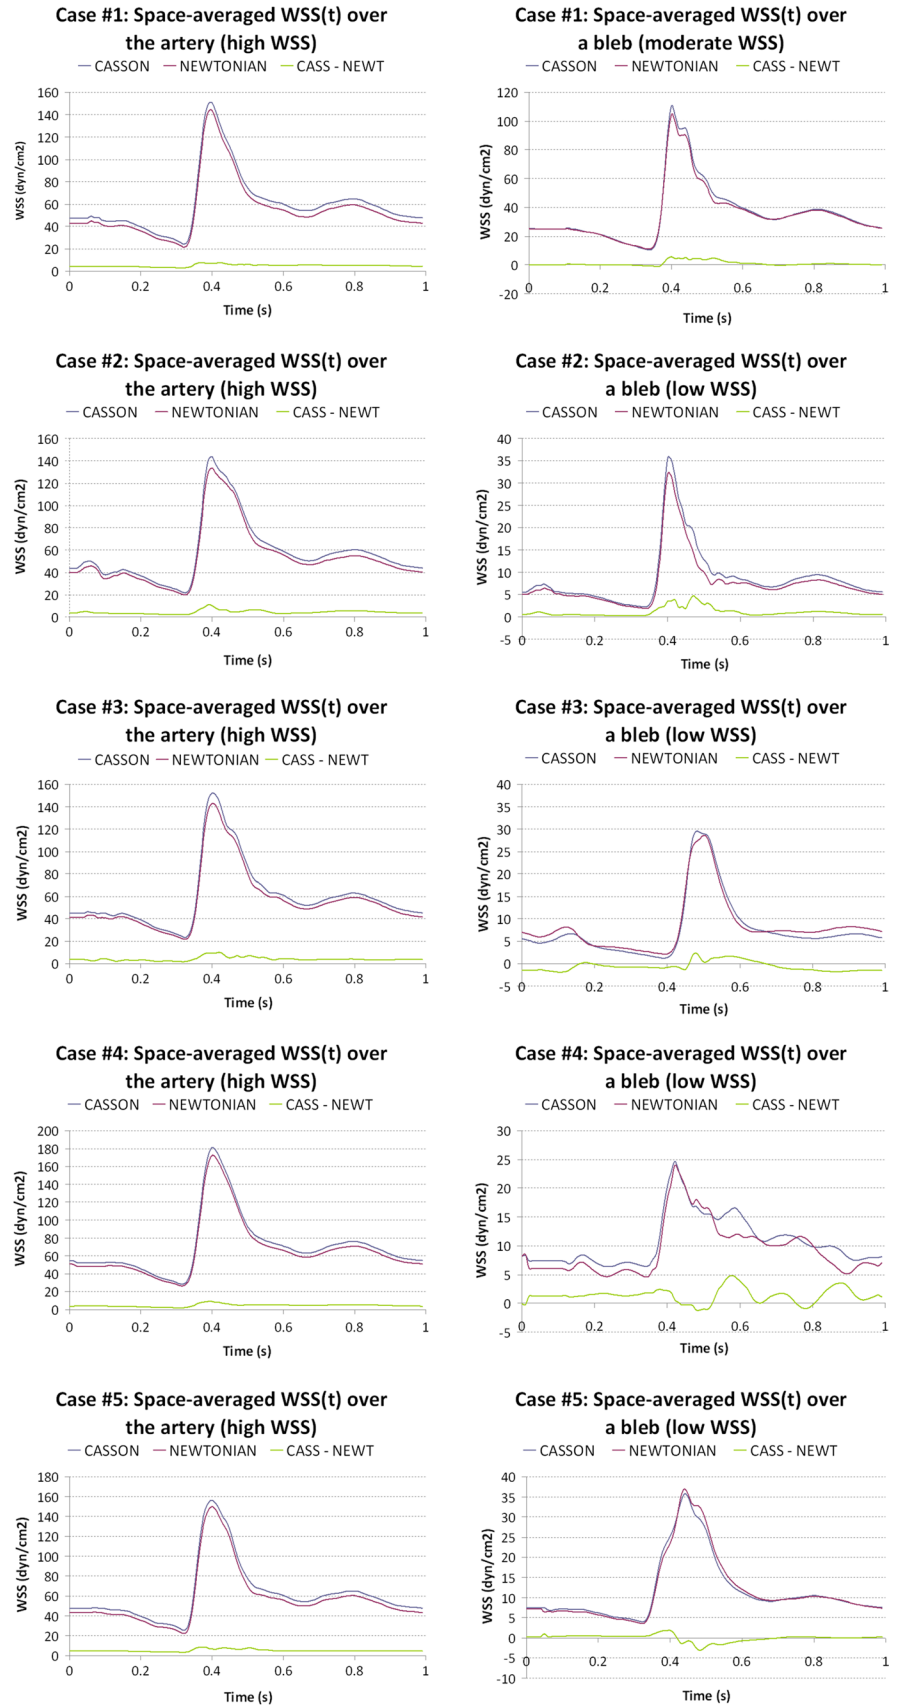 Case #1: Space-averaged WSS(t) over
the artery (high WSS)
CASSON NEWTONIAN CASS - NEWT
160
140
120
100
80
60
40
20
0
WSS (dyn/cm2)
0 0.2 0.4 0.6 0.8 1
Time (s)
Case #1: Space-averaged WSS(t) over
a bleb (moderate WSS)
CASSON NEWTONIAN CASS - NEWT
120
100
80
60
40
20
0
-20
WSS (dyn/cm2)
0 0.2 0.4 0.6 0.8 1
Time (s)
Case #2: Space-averaged WSS(t) over
the artery (high WSS)
CASSON NEWTONIAN CASS - NEWT
160
140
120
100
80
60
40
20
0
WSS (dyn/cm2)
0 0.2 0.4 0.6 0.8 1
Time (s)
Case #2: Space-averaged WSS(t) over
a bleb (low WSS)
CASSON NEWTONIAN CASS - NEWT
40
35
30
25
20
15
10
5
0
-5
WSS (dyn/cm2)
0 0.2 0.4 0.6 0.8 1
Time (s)
Case #3: Space-averaged WSS(t) over
the artery (high WSS)
CASSON NEWTONIAN CASS - NEWT
160
140
120
100
80
60
40
20
0
WSS (dyn/cm2)
0 0.2 0.4 0.6 0.8 1
Time (s)
Case #3: Space-averaged WSS(t) over
a bleb (low WSS)
CASSON NEWTONIAN CASS - NEWT
40
35
30
25
20
15
10
5
0
-5
WSS (dyn/cm2)
0 0.2 0.4 0.6 0.8 1
Time (s)
Case #4: Space-averaged WSS(t) over
the artery (high WSS)
CASSON NEWTONIAN CASS - NEWT
200
180
160
140
120
100
80
60
40
20
0
WSS (dyn/cm2)
0 0.2 0.4 0.6 0.8 1
Time (s)
Case #4: Space-averaged WSS(t) over
a bleb (low WSS)
CASSON NEWTONIAN CASS - NEWT
30
25
20
15
10
5
0
-5
WSS (dyn/cm2)
0 0.2 0.4 0.6 0.8 1
Time (s)
Case #5: Space-averaged WSS(t) over
the artery (high WSS)
CASSON NEWTONIAN CASS - NEWT
180
160
140
120
100
80
60
40
20
0
WSS (dyn/cm2)
0 0.2 0.4 0.6 0.8 1
Time (s)
Case #5: Space-averaged WSS(t) over
a bleb (low WSS)
CASSON NEWTONIAN CASS - NEWT
40
35
30
25
20
15
10
5
0
-5
-10
WSS (dyn/cm2)
0 0.2 0.4 0.6 0.8 1
Time (s)